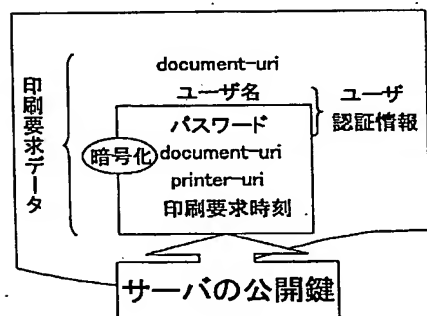 印刷要求データ
document-uri
ユーザ名
パスワード
暗号化
document-uri
printer-uri
印刷要求時刻
ユーザ
認証情報
サーバの公開鍵